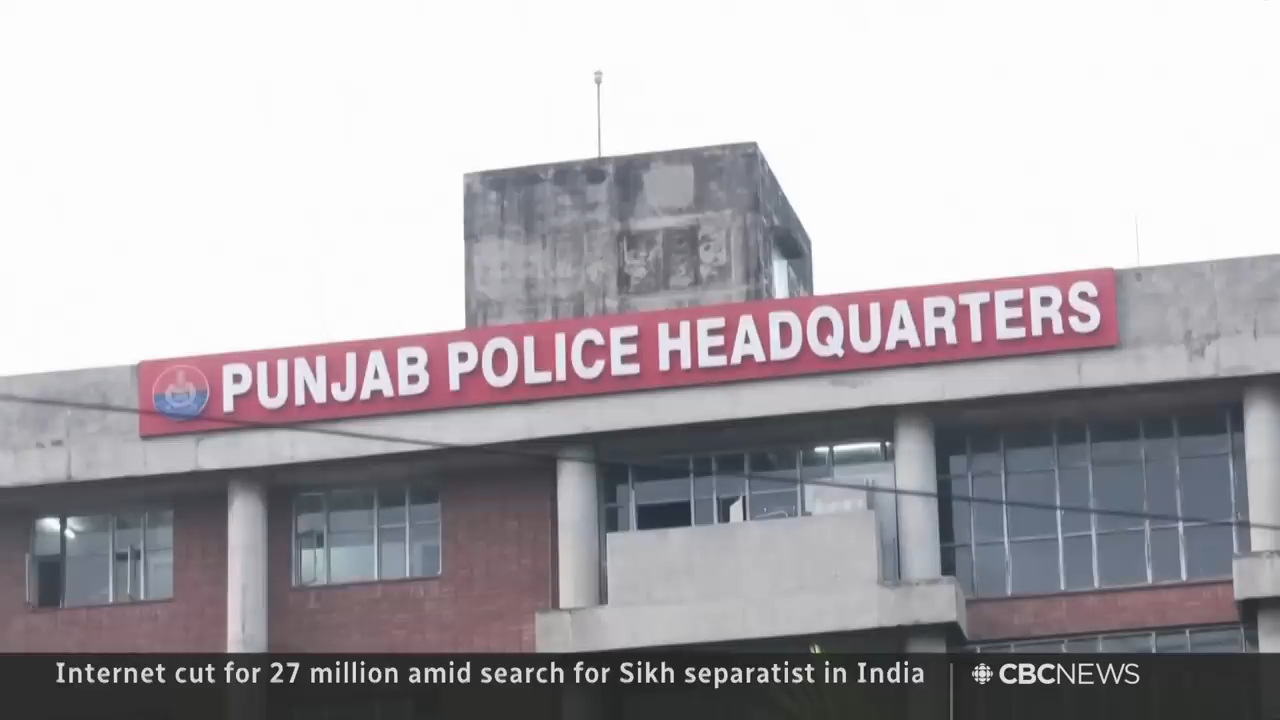 PUNJAB POLICE HEADQUARTERS
Internet cut for 27 million amid search for Sikh separatist in India
CBCNEWS